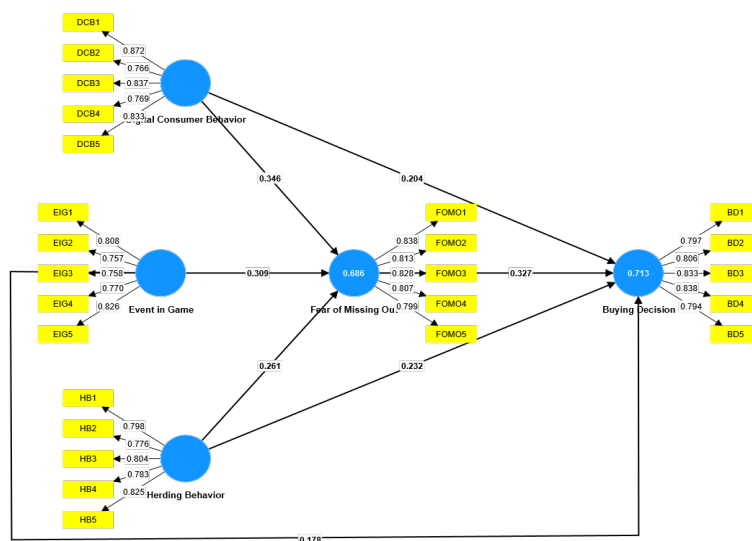 DCB1
DCB2
DCB3
DCB4
DCB5
0.872
0.766
0.837
0.769
0.833
Digital Consumer Behavior
0.346
0.204
EIG1
EIG2
EIG3
EIG4
EIG5
0.808
0.757
0.758
0.770
0.826
Event in Game
0.309
FOMO1
FOMO2
FOMO3
FOMO4
FOMO5
0.838
0.813
0.828
0.807
0.799
0.686
Fear of Missing Out
0.327
0.713
Buying Decision
BD1
BD2
BD3
BD4
BD5
0.797
0.806
0.833
0.838
0.794
0.261
0.232
HB1
HB2
HB3
HB4
HB5
0.798
0.776
0.804
0.783
0.825
Herding Behavior
0.178